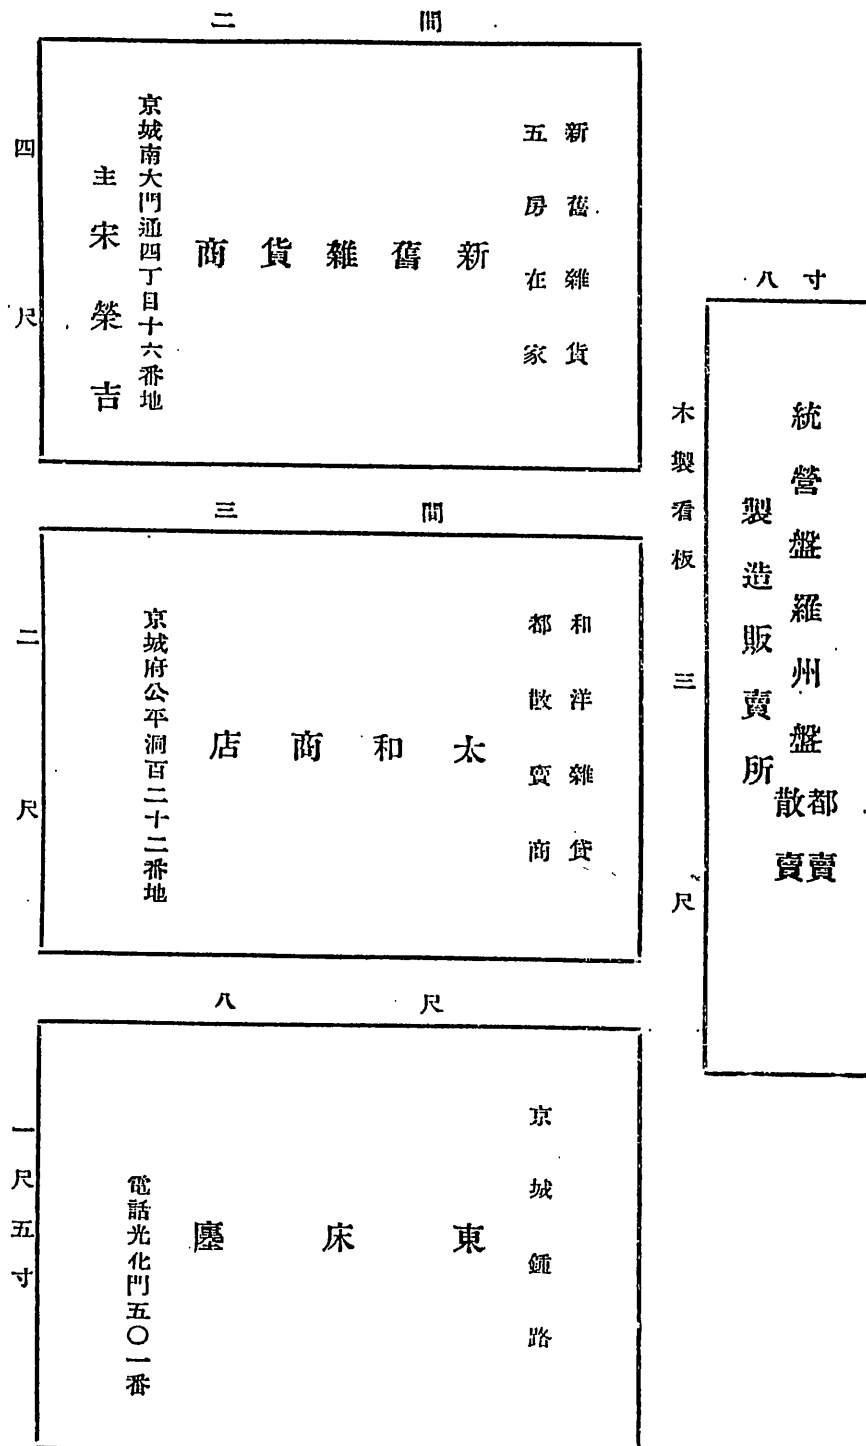 八寸
木製看板 三尺
統營盤羅州盤
都賣
散賣
製造販賣所
二間
四尺
新舊雜貨
五房在家
新舊雜貨商
京城南大門通四丁目十六番地
主 宋榮吉
三間
二尺
和洋雜貨
都散賣商
太和商店
京城府公平洞百二十二番地
八尺
一尺五寸
京城鍾路
東床廛
電話光化門五〇一番